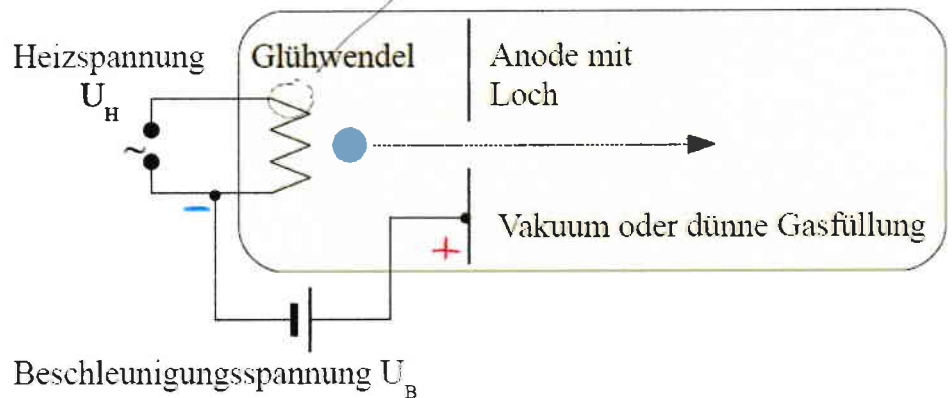 Heizspannung
U_H
~
Glühwendel
Anode mit
Loch
−
+
Vakuum oder dünne Gasfüllung
Beschleunigungsspannung U_B